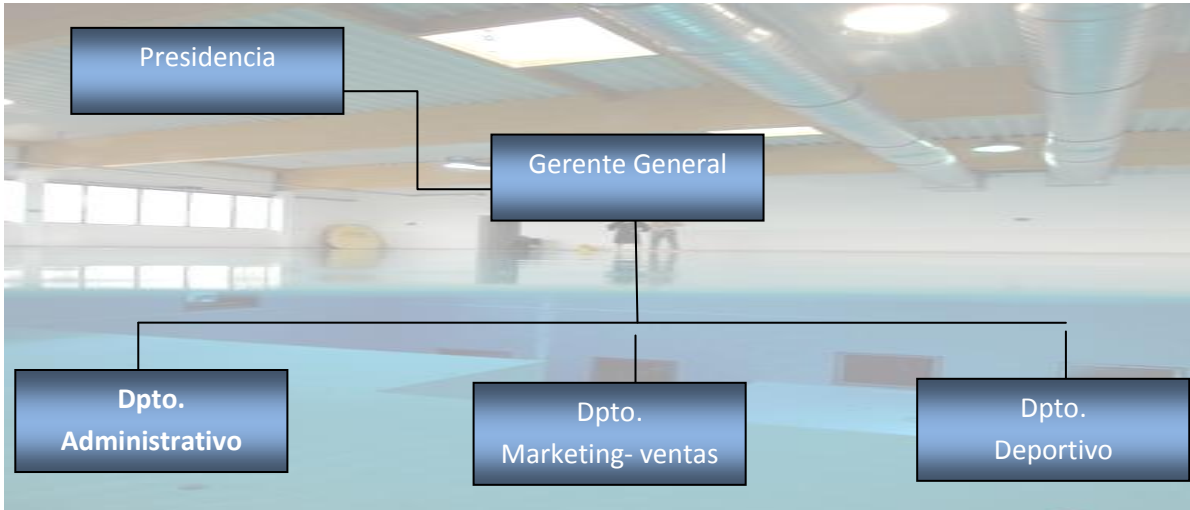 Presidencia
Gerente General
Dpto.
Administrativo
Dpto.
Marketing- ventas
Dpto.
Deportivo